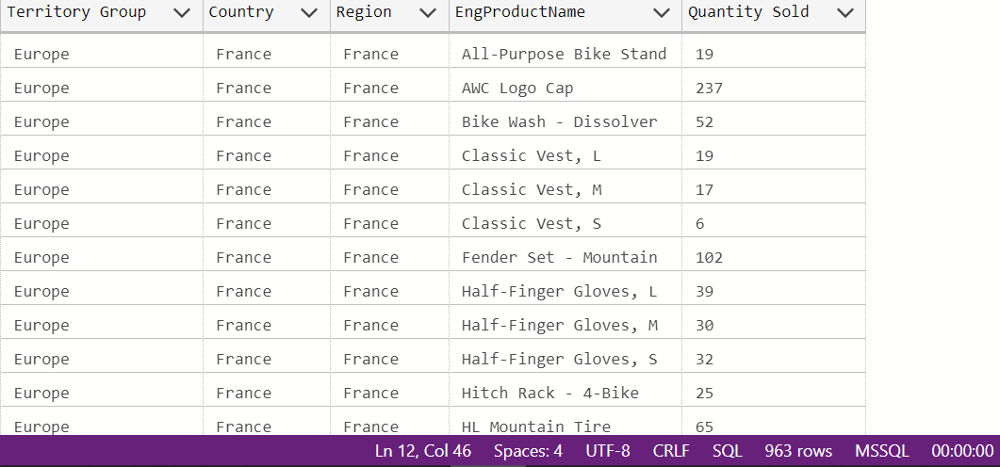 Territory Group Country Region EngProductName Quantity Sold
Europe France France All-Purpose Bike Stand 19
Europe France France AWC Logo Cap 237
Europe France France Bike Wash - Dissolver 52
Europe France France Classic Vest, L 19
Europe France France Classic Vest, M 17
Europe France France Classic Vest, S 6
Europe France France Fender Set - Mountain 102
Europe France France Half-Finger Gloves, L 39
Europe France France Half-Finger Gloves, M 30
Europe France France Half-Finger Gloves, S 32
Europe France France Hitch Rack - 4-Bike 25
Europe France France HL Mountain Tire 65
Ln 12, Col 46 Spaces: 4 UTF-8 CRLF SQL 963 rows MSSQL 00:00:00